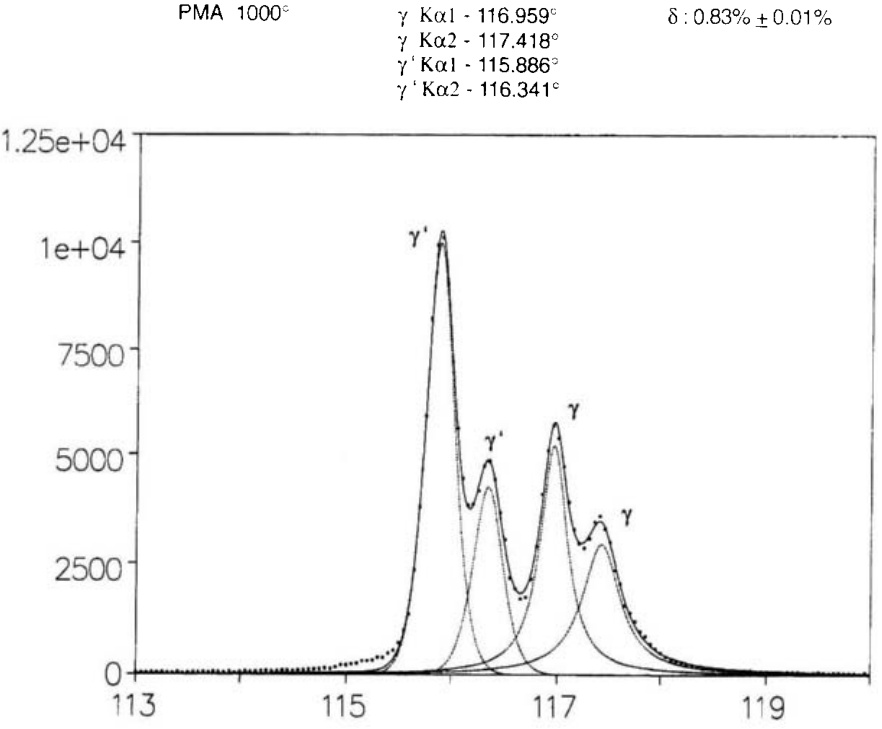 PMA 1000°
γ Kα1 - 116.959°
γ Kα2 - 117.418°
γ' Kα1 - 115.886°
γ' Kα2 - 116.341°
δ : 0.83% ± 0.01%
1.25e+04
1e+04
7500
5000
2500
0
γ'
γ'
γ
γ
113
115
117
119